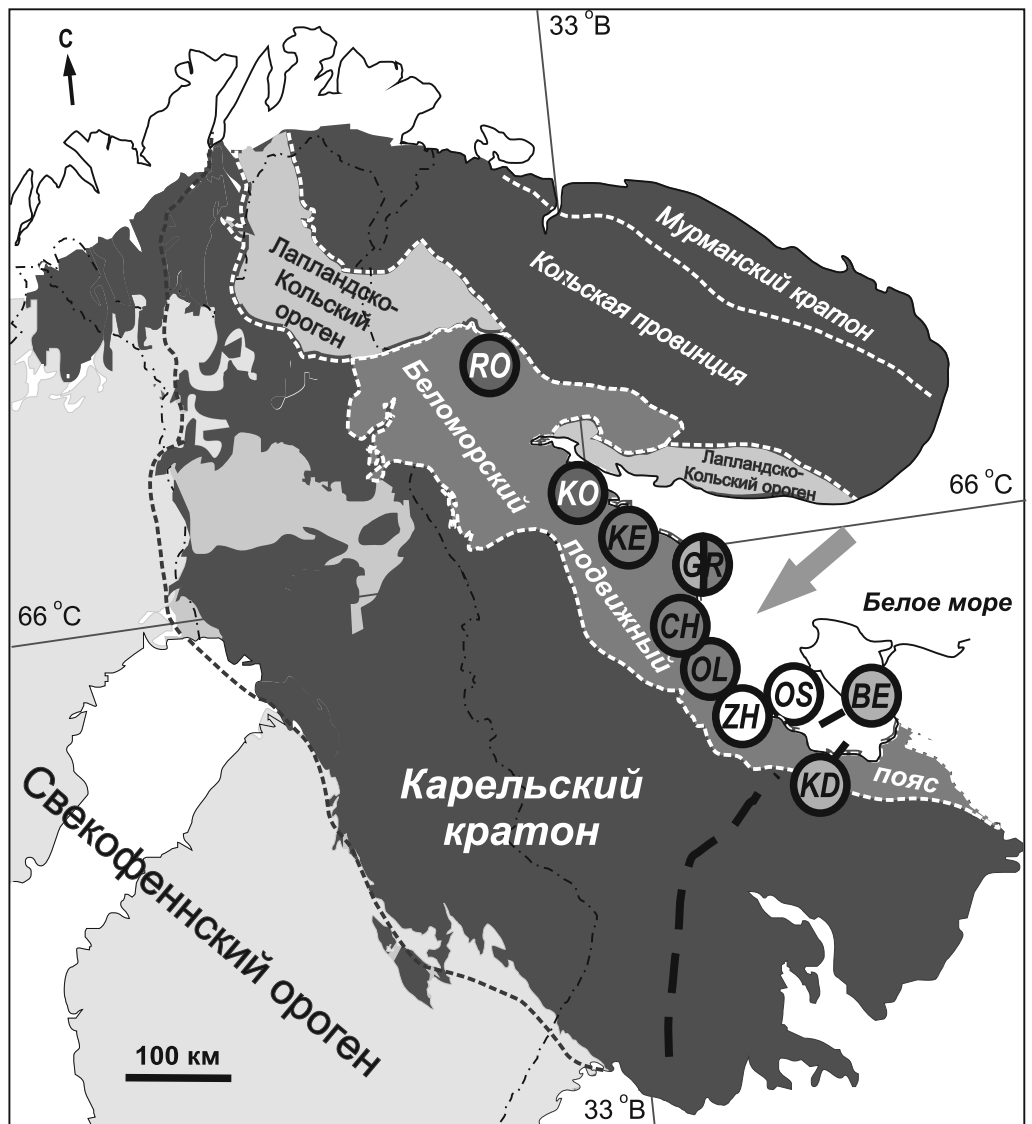 33 °В
С
Мурманский кратон
Кольская провинция
Лапландско-
Кольский
ороген
RO
Беломорский
Лапландско-
Кольский ороген
66 °С
KO
KE
GR
подвижный
Белое море
66 °С
CH
OL
OS
BE
ZH
KD
пояс
Карельский
кратон
Свекофеннский ороген
100 км
33 °В